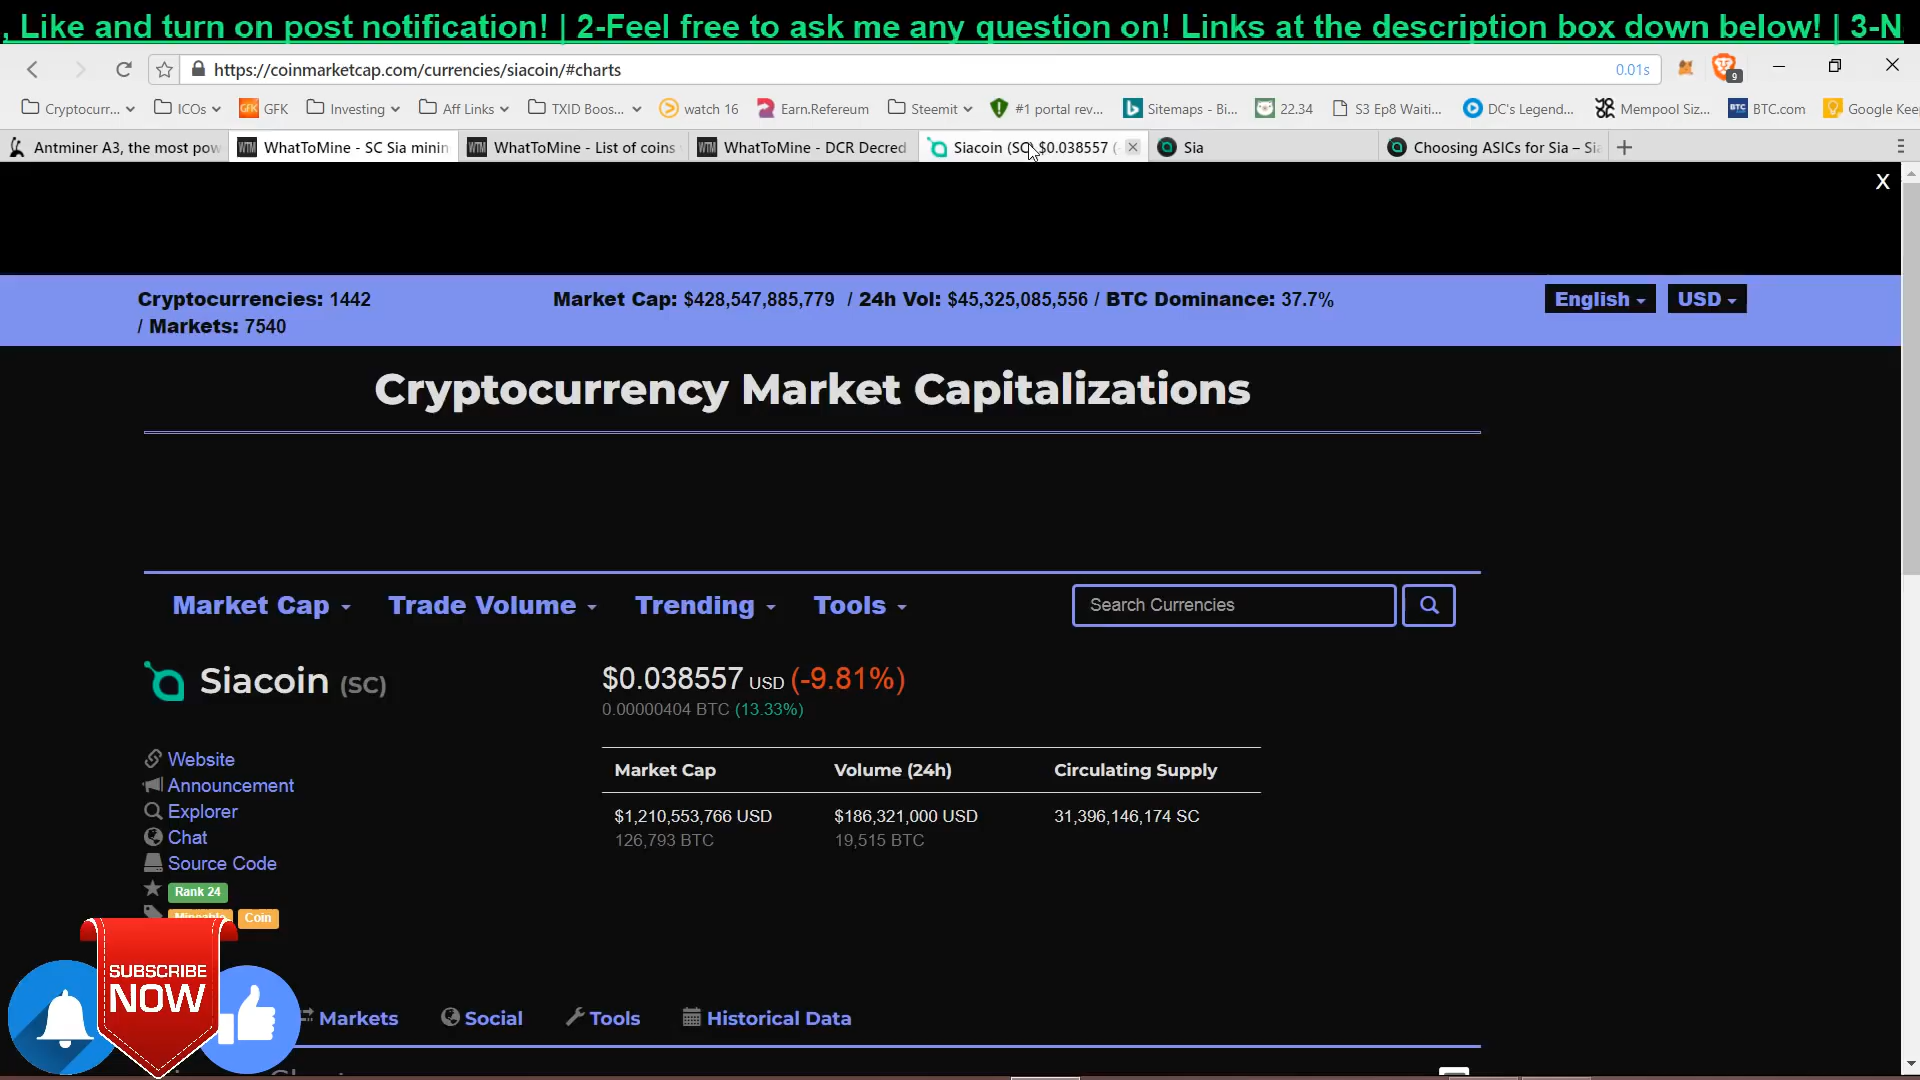 , Like and turn on post notification! | 2-Feel free to ask me any question on! Links at the description box down below! | 3-N
https://coinmarketcap.com/currencies/siacoin/#charts
0.01s
9
Cryptocurr...
ICOs
GFK
GFK
Investing
Aff Links
TXID Boos...
watch 16
Earn.Refereum
Steemit
#1 portal rev...
Sitemaps - Bi...
22.34
S3 Ep8 Waiti...
DC's Legend...
Mempool Siz...
BTC
BTC.com
Google Kee
Antminer A3, the most pow
WTM
WhatToMine - SC Sia minin
WTM
WhatToMine - List of coins
WTM
WhatToMine - DCR Decred
Siacoin (SC) $0.038557 (
Sia
Choosing ASICs for Sia – Sia
X
Cryptocurrencies: 1442
/ Markets: 7540
Market Cap: $428,547,885,779 / 24h Vol: $45,325,085,556 / BTC Dominance: 37.7%
English
USD
Cryptocurrency Market Capitalizations
Market Cap
Trade Volume
Trending
Tools
Search Currencies
Siacoin (SC)
$0.038557 USD (-9.81%)
0.00000404 BTC (13.33%)
Website
Announcement
Explorer
Chat
Source Code
Rank 24
Mineable
Coin
Market Cap
Volume (24h)
Circulating Supply
$1,210,553,766 USD
$186,321,000 USD
31,396,146,174 SC
126,793 BTC
19,515 BTC
SUBSCRIBE
NOW
Markets
Social
Tools
Historical Data